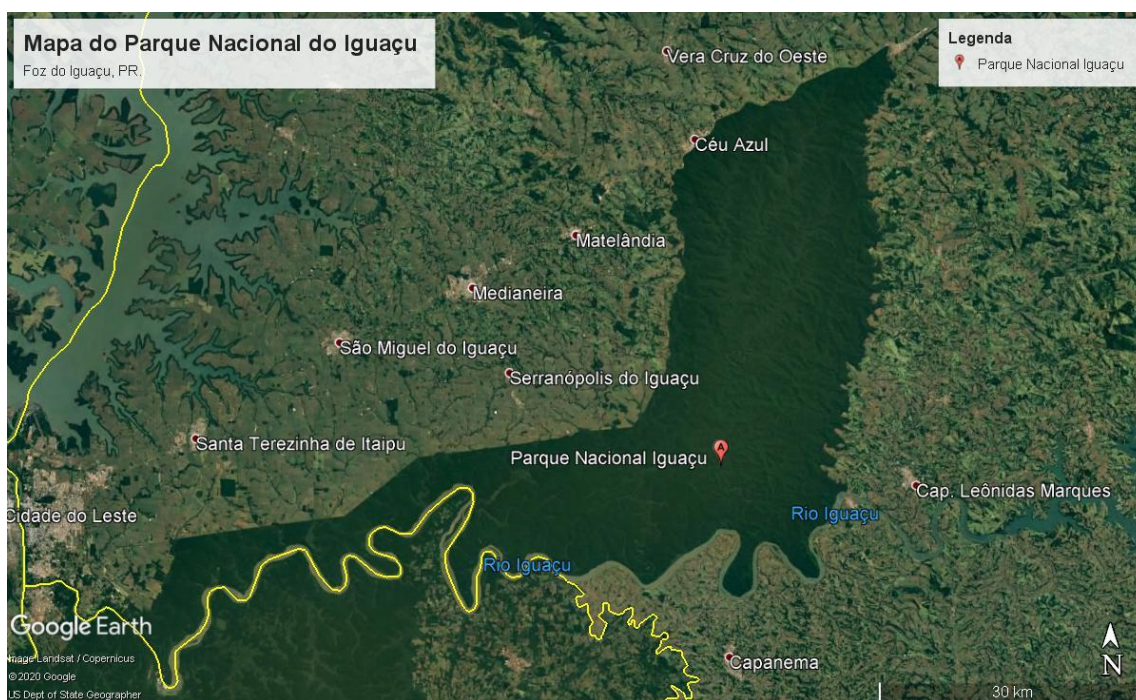 Mapa do Parque Nacional do Iguaçu
Foz do Iguaçu, PR.
Legenda
A Parque Nacional Iguaçu
Vera Cruz do Oeste
Céu Azul
Matelândia
Medianeira
São Miguel do Iguaçu
Serranópolis do Iguaçu
Santa Terezinha de Itaipu
Parque Nacional Iguaçu A
Cap. Leônidas Marques
Cidade do Leste
Rio Iguaçu
Rio Iguaçu
Google Earth
Image Landsat / Copernicus
© 2020 Google
US Dept of State Geographer
Capanema
N
30 km